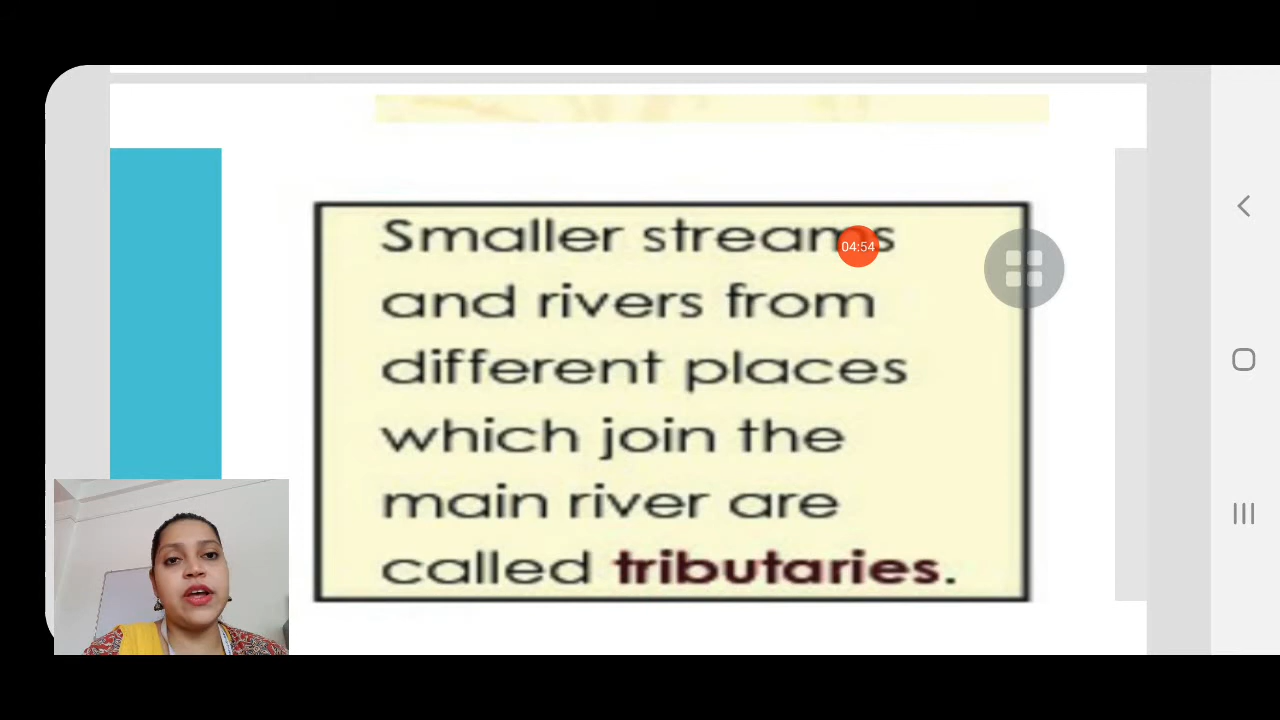 Smaller streams
04:54
and rivers from
different places
which join the
main river are
called tributaries.